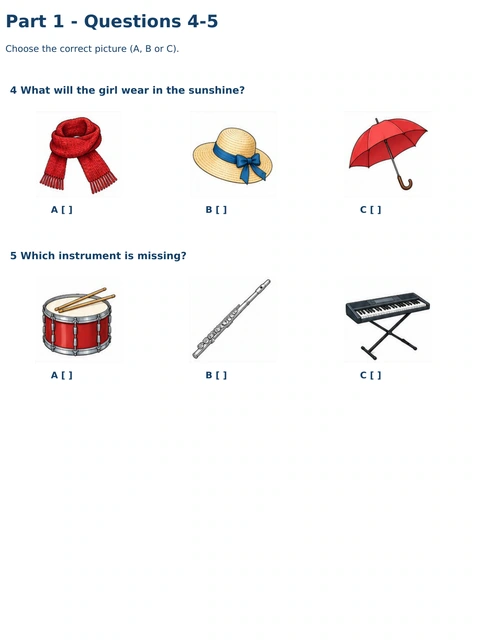 Part 1 - Questions 4-5
Choose the correct picture (A, B or C).
4 What will the girl wear in the sunshine?
A [ ] B [ ] C [ ]
5 Which instrument is missing?
A [ ] B [ ] C [ ]